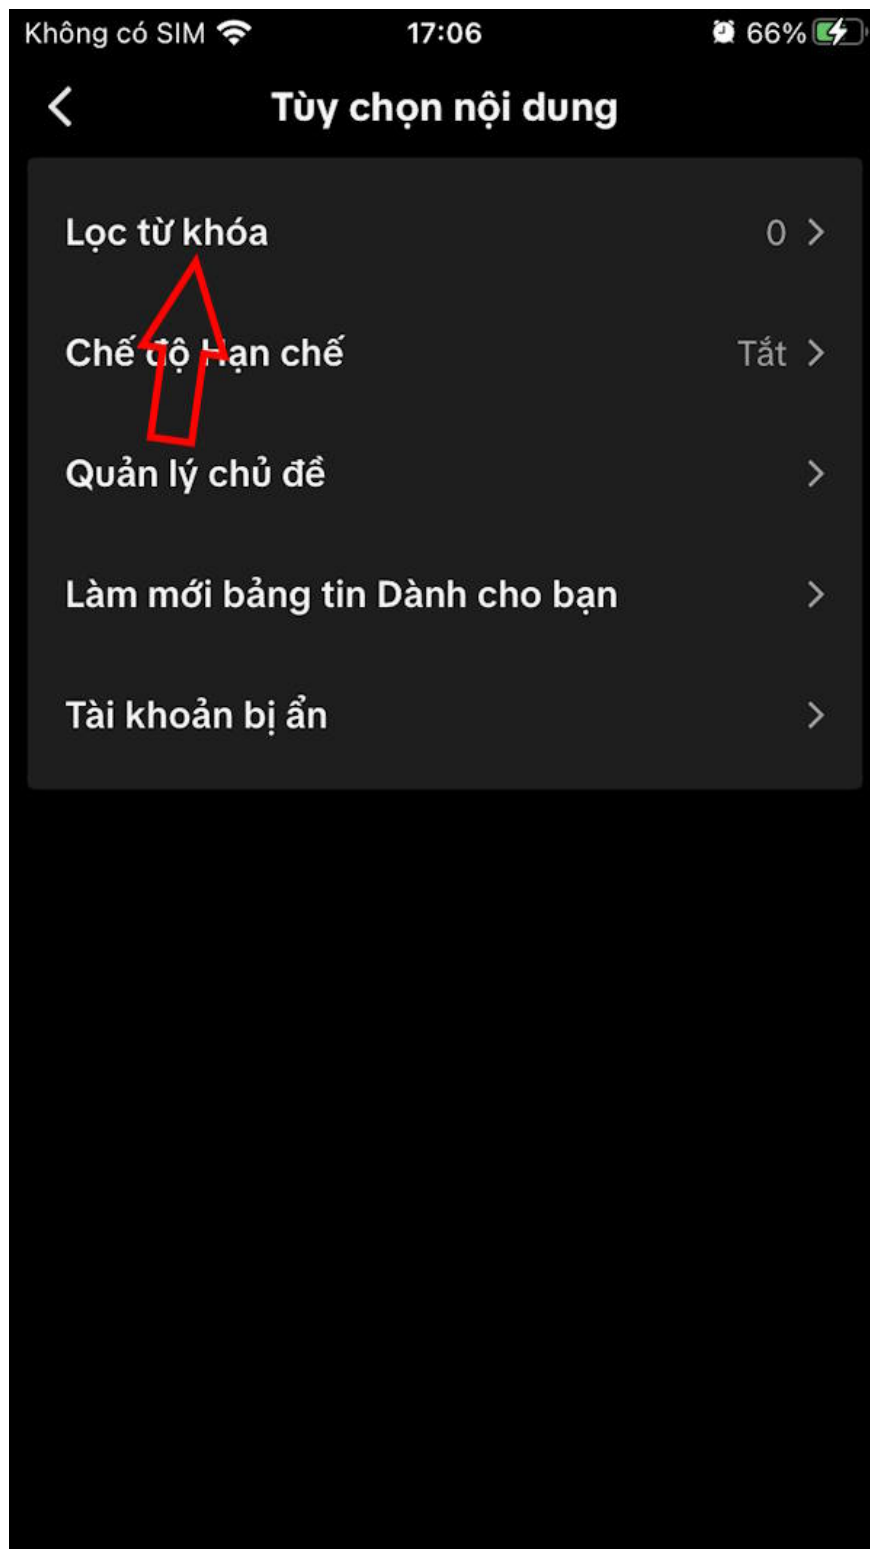 Không có SIM 17:06 66%
Tùy chọn nội dung
Lọc từ khóa 0
Chế độ Hạn chế Tắt
Quản lý chủ đề
Làm mới bảng tin Dành cho bạn
Tài khoản bị ẩn